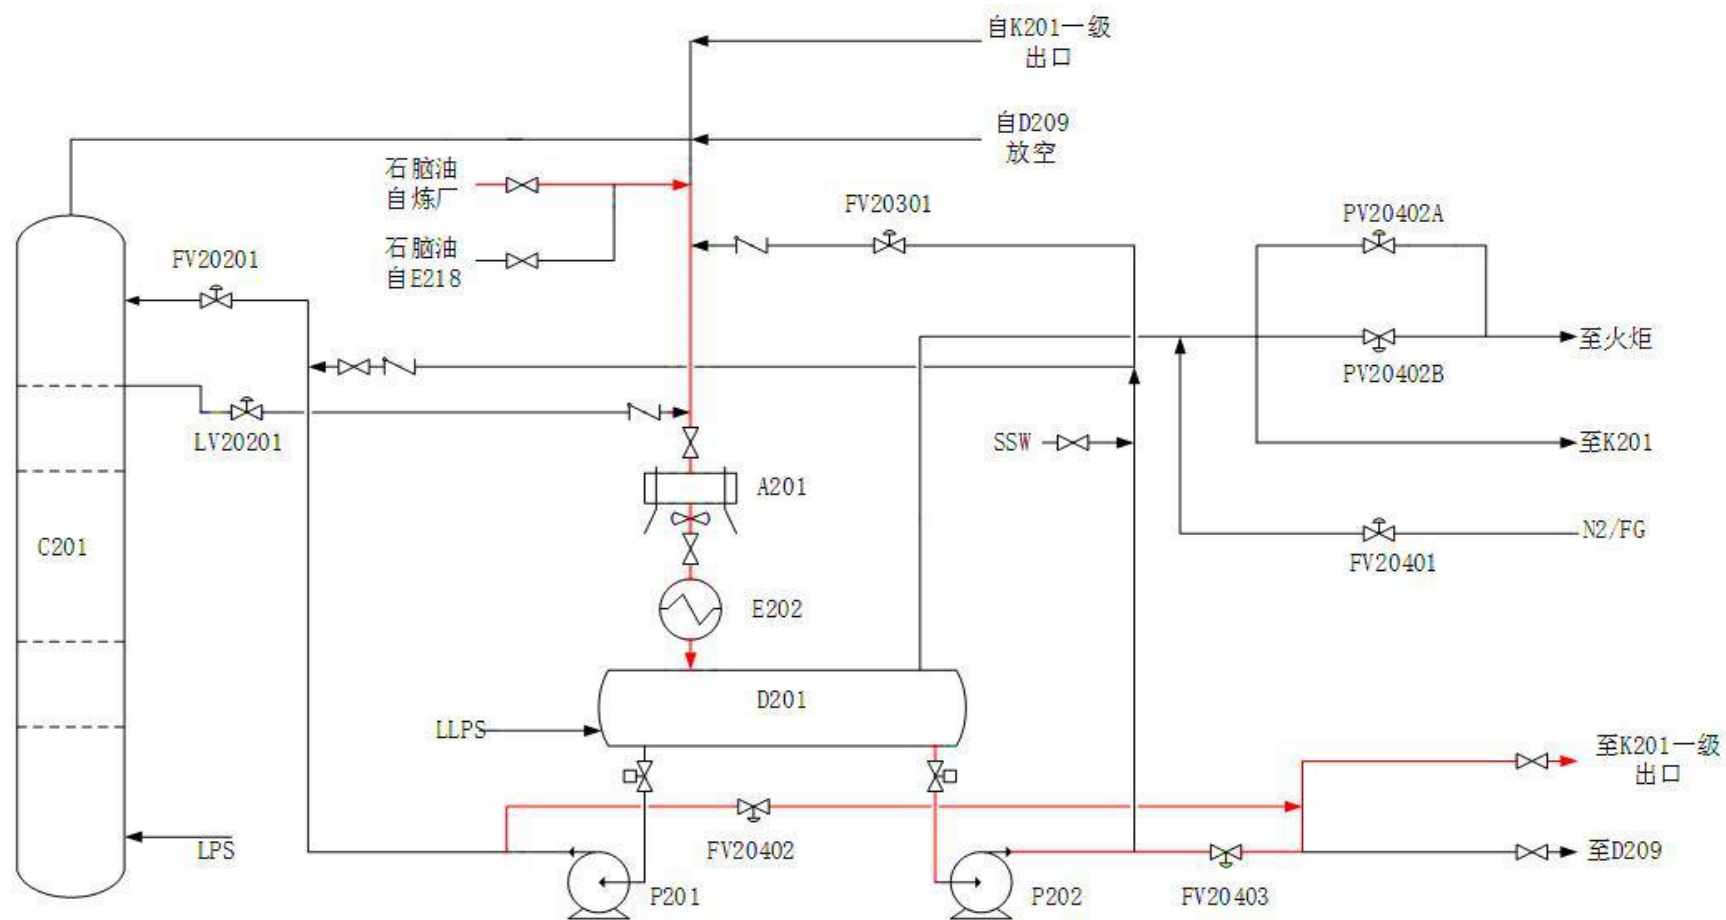 自K201一级
出口
自D209
放空
石脑油
自炼厂
FV20301
PV20402A
石脑油
自E218
FV20201
至火炬
PV20402B
LV20201
SSW
至K201
A201
C201
N2/FG
FV20401
E202
D201
LLPS
至K201一级
出口
LPS
FV20402
至D209
P201
P202
FV20403